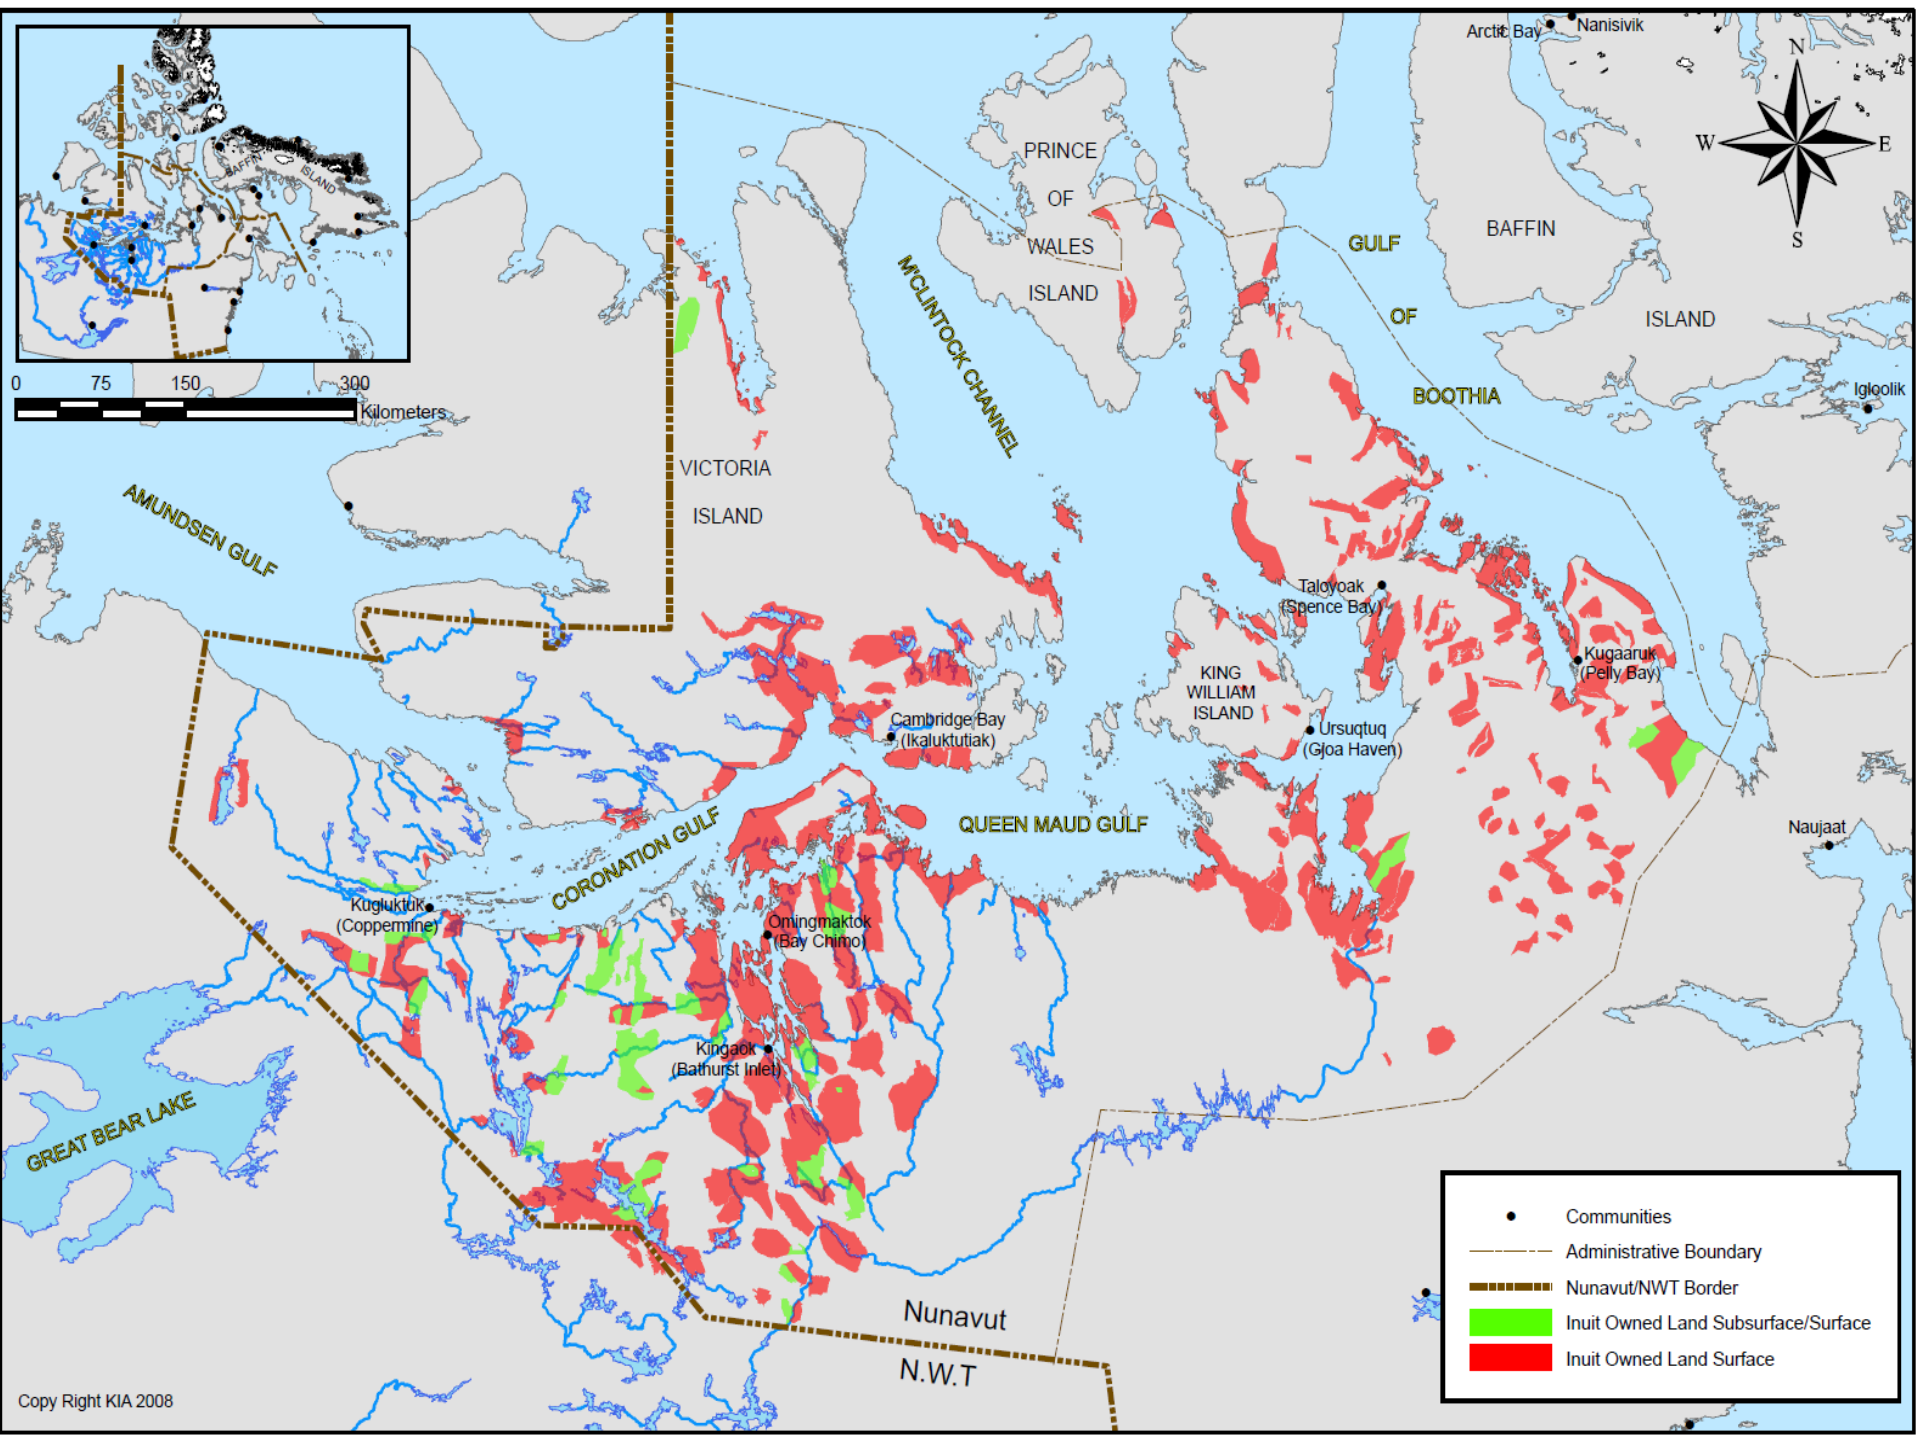 BAFFIN
ISLAND
0 75 150 300
Kilometers
Arctic Bay
Nanisivik
N
W
E
S
PRINCE
OF
WALES
ISLAND
M'CLINTOCK CHANNEL
GULF
OF
BOOTHIA
BAFFIN
ISLAND
Igloolik
VICTORIA
ISLAND
AMUNDSEN GULF
Taloyoak
(Spence Bay)
KING
WILLIAM
ISLAND
Kugaaruk
(Pelly Bay)
Cambridge Bay
(Ikaluktutiak)
Ursuqtuq
(Gjoa Haven)
CORONATION GULF
QUEEN MAUD GULF
Naujaat
Kugluktuk
(Coppermine)
Omingmaktok
(Bay Chimo)
Kingaok
(Bathurst Inlet)
GREAT BEAR LAKE
Nunavut
N.W.T
Communities
Administrative Boundary
Nunavut/NWT Border
Inuit Owned Land Subsurface/Surface
Inuit Owned Land Surface
Copy Right KIA 2008